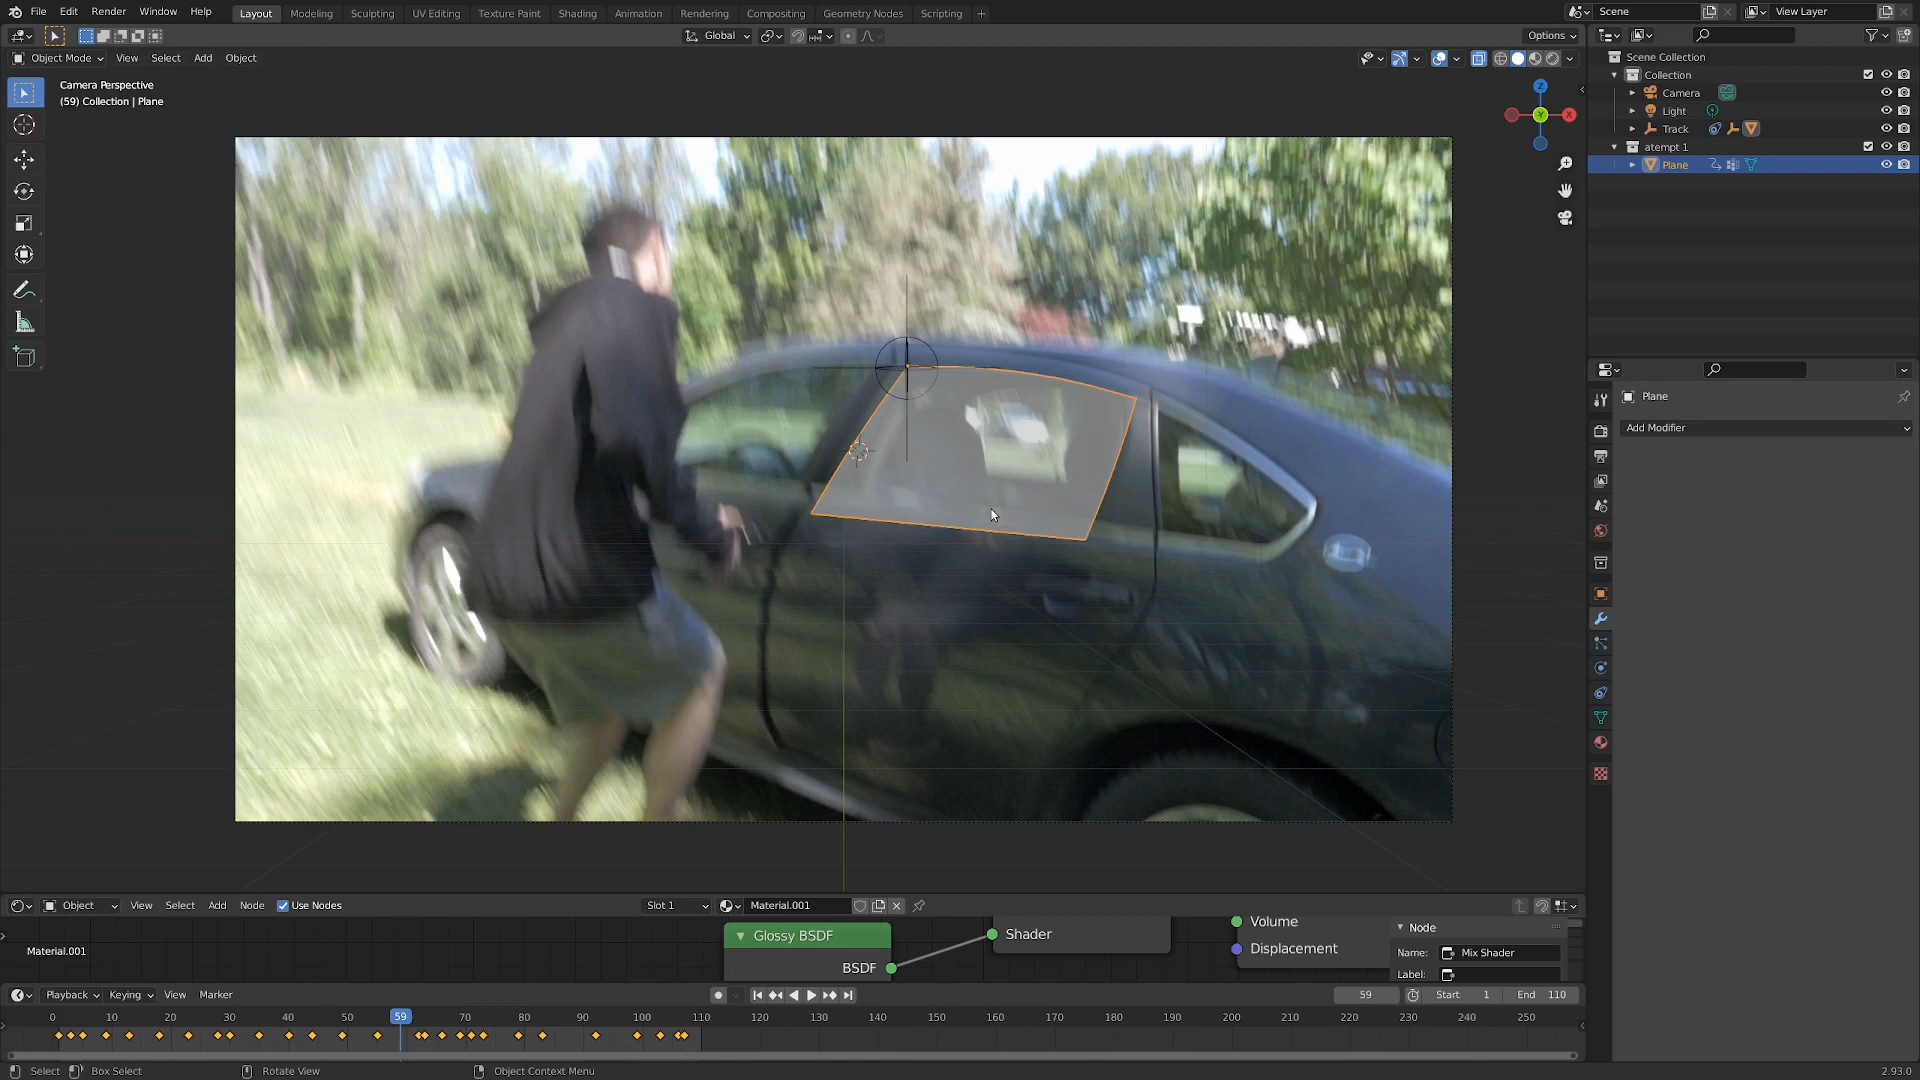 File Edit Render Window Help Layout Modeling Sculpting UV Editing Texture Paint Shading Animation Rendering Compositing Geometry Nodes Scripting + Scene View Layer
Global Options
Object Mode View Select Add Object
Scene Collection
Collection
Camera
Light
Track
atempt 1
Plane
Camera Perspective
(59) Collection | Plane
Z
Y
X
Plane
Add Modifier
Object View Select Add Node Use Nodes Slot 1 Material.001
Material.001
Glossy BSDF
BSDF
Shader
Volume
Displacement
Node
Name: Mix Shader
Label:
Playback Keying View Marker 59 Start 1 End 110
0 10 20 30 40 50 59 70 80 90 100 110 120 130 140 150 160 170 180 190 200 210 220 230 240 250
Select Box Select Rotate View Object Context Menu 2.93.0